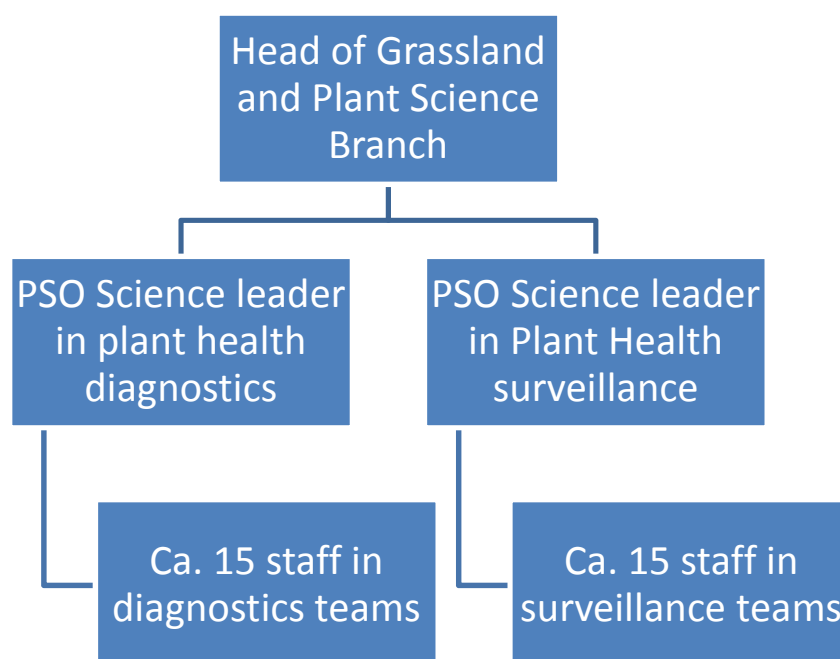 Head of Grassland
and Plant Science
Branch
PSO Science leader
in plant health
diagnostics
PSO Science leader
in Plant Health
surveillance
Ca. 15 staff in
diagnostics teams
Ca. 15 staff in
surveillance teams